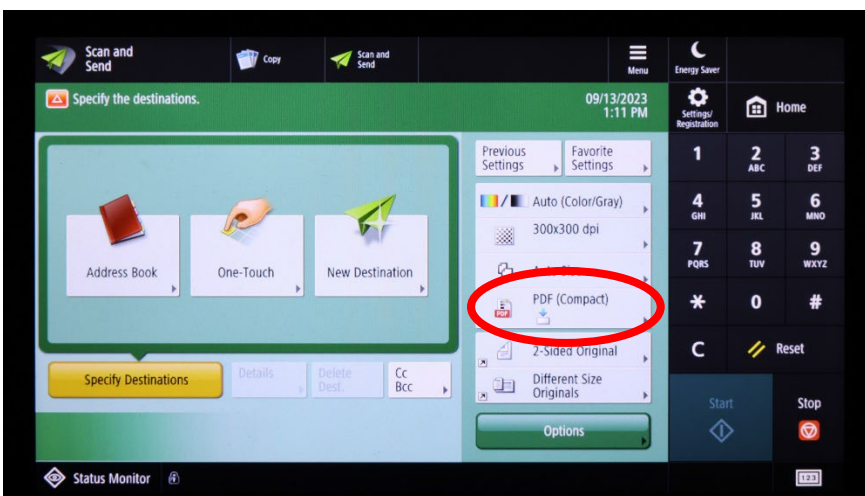 Scan and
Send
Copy
Scan and
Send
Menu
Energy Saver
Specify the destinations.
09/13/2023
1:11 PM
Settings/
Registration
Home
Previous
Settings
Favorite
Settings
1
2
ABC
3
DEF
Auto (Color/Gray)
300x300 dpi
4
GHI
5
JKL
6
MNO
Address Book
One-Touch
New Destination
7
PQRS
8
TUV
9
WXYZ
PDF
PDF (Compact)
*
0
#
2-Sided Original
C
Reset
Specify Destinations
Details
Delete
Dest.
Cc
Bcc
Different Size
Originals
Start
Stop
Options
Status Monitor
123